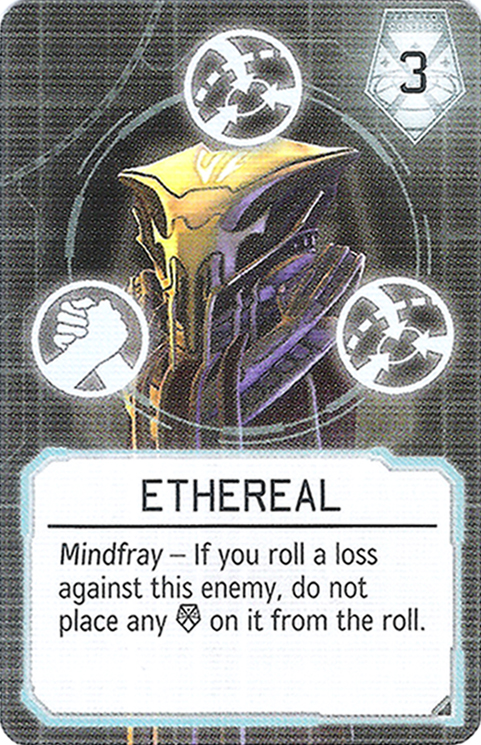 3
ETHEREAL
Mindfray – If you roll a loss
against this enemy, do not
place any on it from the roll.